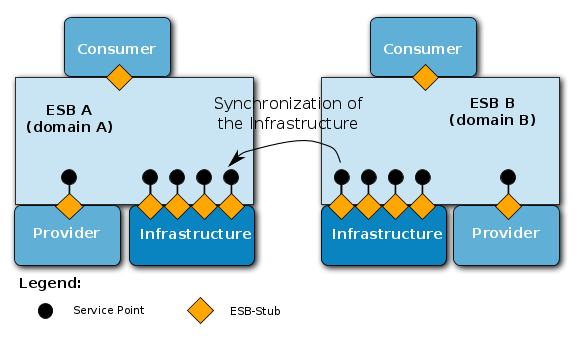 Consumer
Consumer
ESB A
(domain A)
Synchronization of
the Infrastructure
ESB B
(domain B)
Provider
Infrastructure
Infrastructure
Provider
Legend:
Service Point
ESB-Stub